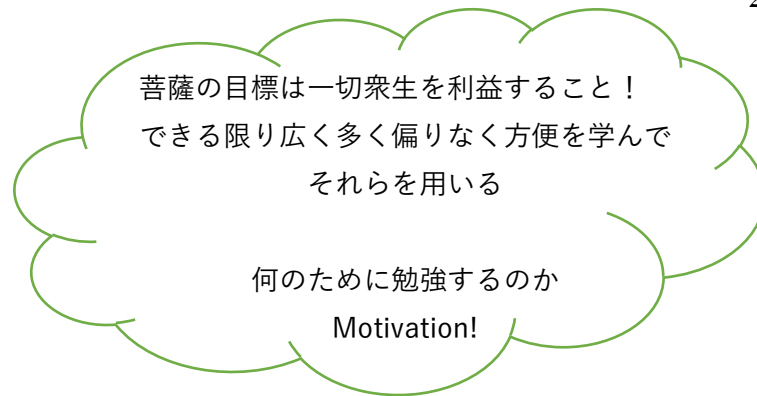 菩薩の目標は一切衆生を利益すること！
できる限り広く多く偏りなく方便を学んで
それらを用いる
何のために勉強するのか
Motivation!